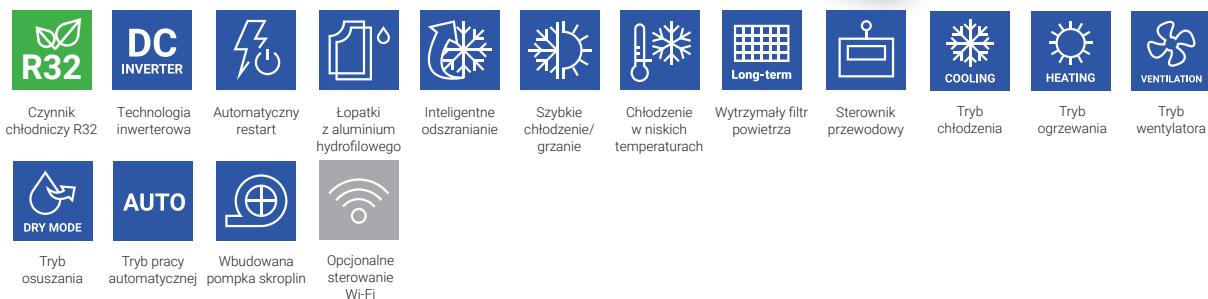 R32
DC
INVERTER
Long-term
COOLING
HEATING
VENTILATION
Czynnik
chłodniczy R32
Technologia
inwerterowa
Automatyczny
restart
Łopatki
z aluminium
hydrofilowego
Inteligentne
odszranianie
Szybkie
chłodzenie/
grzanie
Chłodzenie
w niskich
temperaturach
Wytrzymały filtr
powietrza
Sterownik
przewodowy
Tryb
chłodzenia
Tryb
ogrzewania
Tryb
wentylatora
DRY MODE
AUTO
Tryb
osuszania
Tryb pracy
automatycznej
Wbudowana
pompka skroplin
Opcjonalne
sterowanie
Wi-Fi